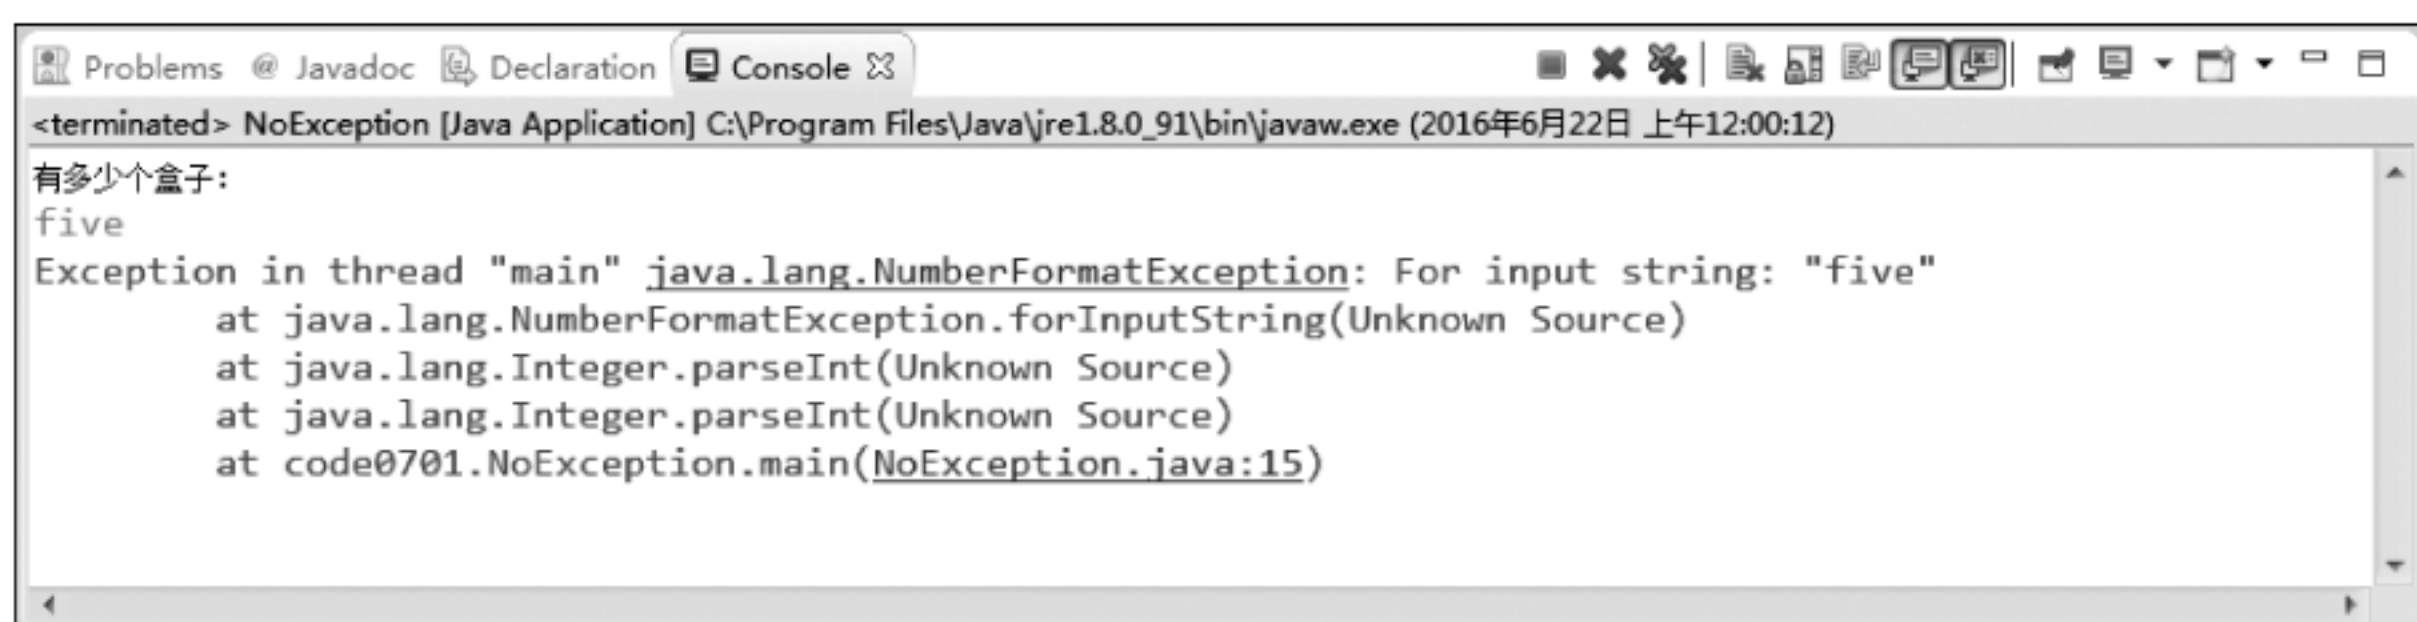 Problems @ Javadoc Declaration Console
<terminated> NoException [Java Application] C:\Program Files\Java\jre1.8.0_91\bin\javaw.exe (2016年6月22日 上午12:00:12)
有多少个盒子:
five
Exception in thread "main" java.lang.NumberFormatException: For input string: "five"
at java.lang.NumberFormatException.forInputString(Unknown Source)
at java.lang.Integer.parseInt(Unknown Source)
at java.lang.Integer.parseInt(Unknown Source)
at code0701.NoException.main(NoException.java:15)